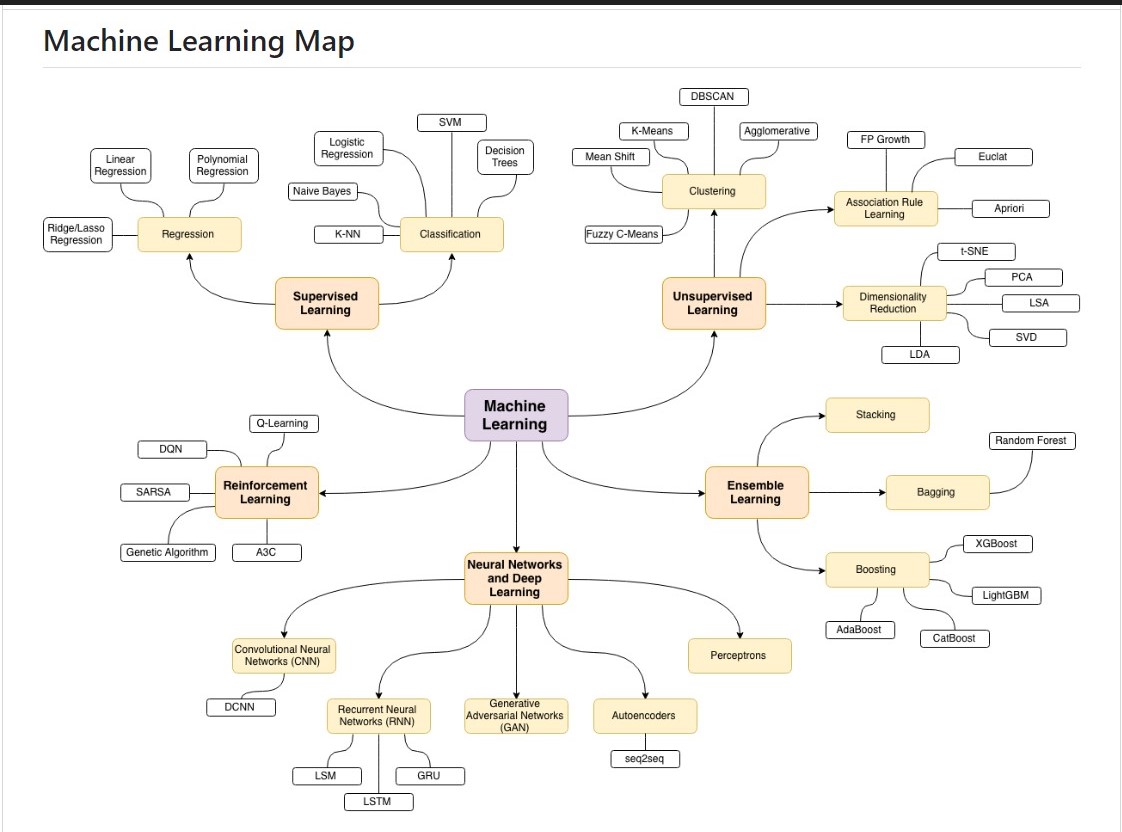 Machine Learning Map
DBSCAN
SVM
K-Means
Agglomerative
Logistic
Regression
FP Growth
Linear
Regression
Polynomial
Regression
Decision
Trees
Mean Shift
Euclat
Naive Bayes
Clustering
Association Rule
Learning
Apriori
Ridge/Lasso
Regression
Regression
K-NN
Classification
Fuzzy C-Means
t-SNE
PCA
Supervised
Learning
Unsupervised
Learning
Dimensionality
Reduction
LSA
SVD
LDA
Machine
Learning
Stacking
Q-Learning
Random Forest
DQN
Reinforcement
Learning
SARSA
Ensemble
Learning
Bagging
Genetic Algorithm
A3C
XGBoost
Neural Networks
and Deep
Learning
Boosting
LightGBM
AdaBoost
CatBoost
Convolutional Neural
Networks (CNN)
Perceptrons
DCNN
Recurrent Neural
Networks (RNN)
Generative
Adversarial Networks
(GAN)
Autoencoders
seq2seq
LSM
GRU
LSTM